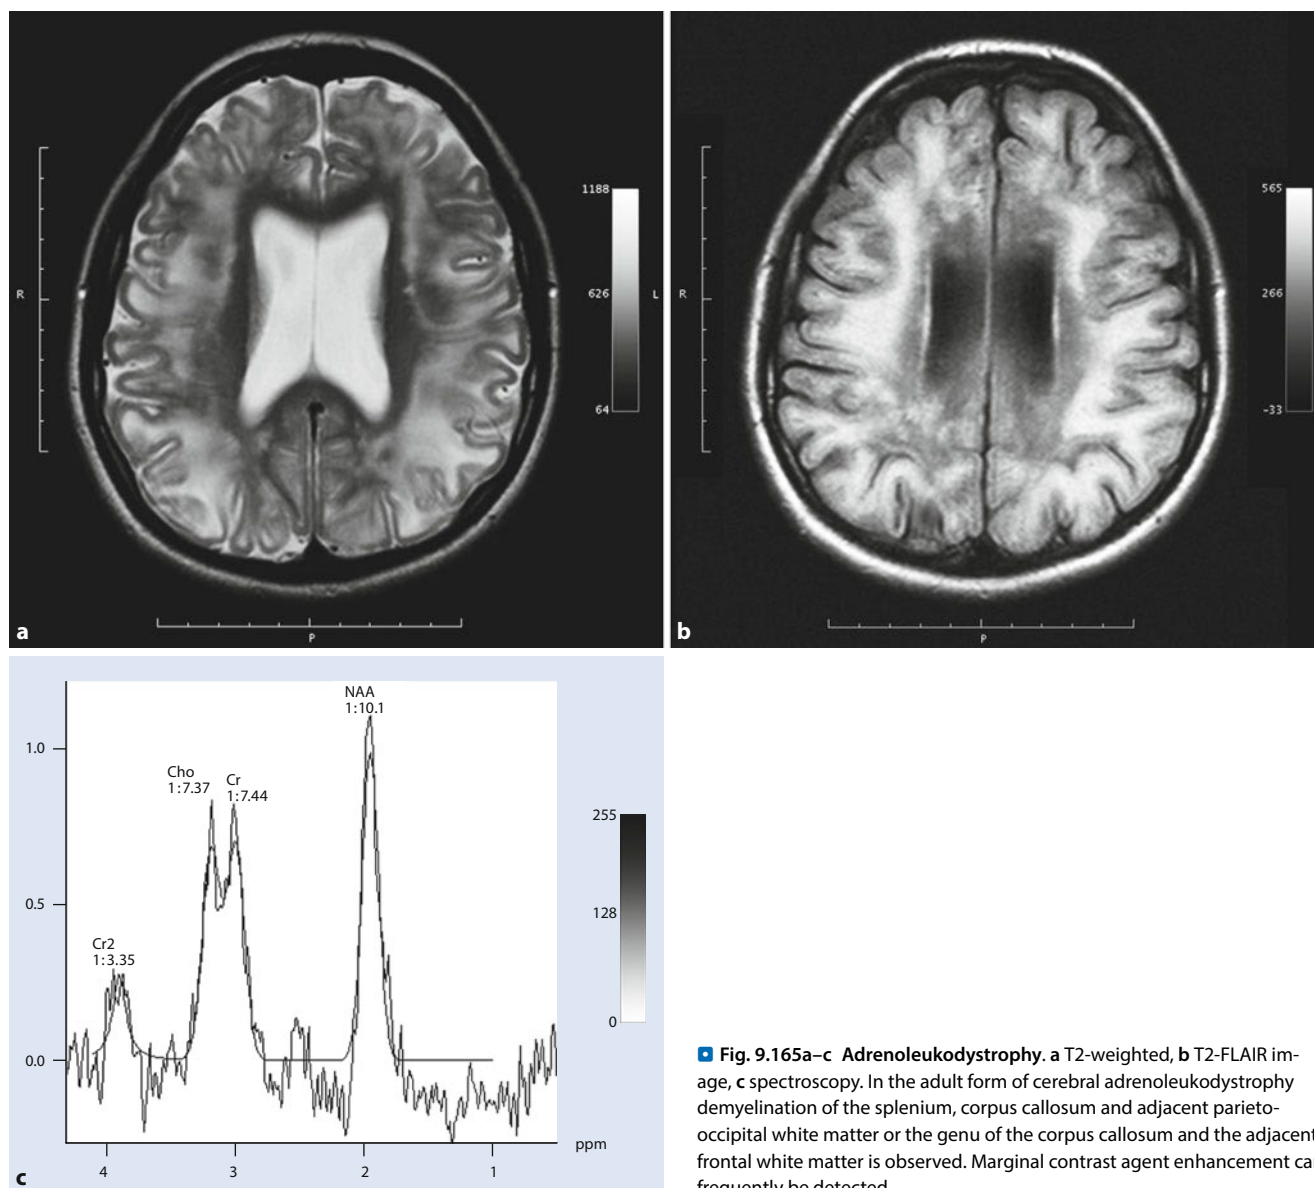 1188
626
64
R
L
P
a
565
266
-33
R
P
b
NAA
1:10.1
Cho
1:7.37
Cr
1:7.44
Cr2
1:3.35
1.0
0.5
0.0
4
3
2
1
ppm
255
128
0
c
Fig. 9.165a–c Adrenoleukodystrophy. a T2-weighted, b T2-FLAIR im-
age, c spectroscopy. In the adult form of cerebral adrenoleukodystrophy
demyelination of the splenium, corpus callosum and adjacent parieto-
occipital white matter or the genu of the corpus callosum and the adjacent
frontal white matter is observed. Marginal contrast agent enhancement ca
frequently be detected